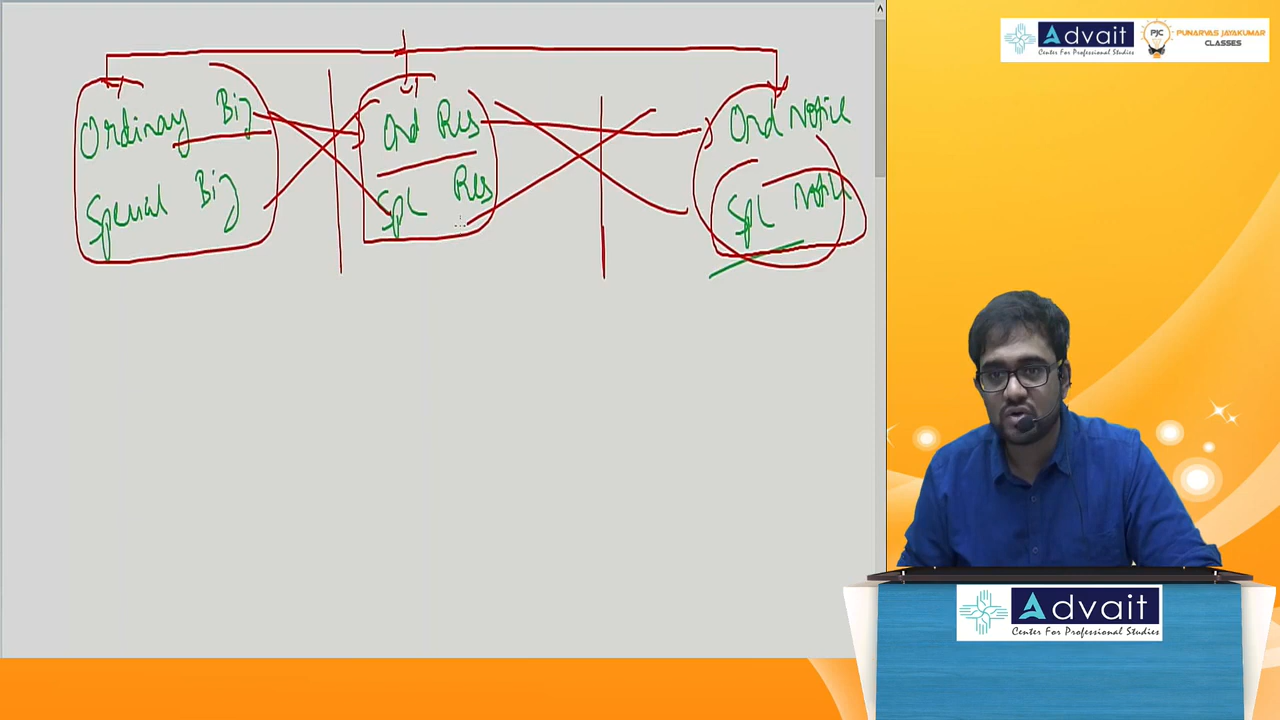 Ordinary Biz
Special Biz
Ord Res
Spl Res
Ord Notice
Spl Notice
Advait
Center For Professional Studies
PJC
PUNARVAS JAYAKUMAR
CLASSES
Advait
Center For Professional Studies